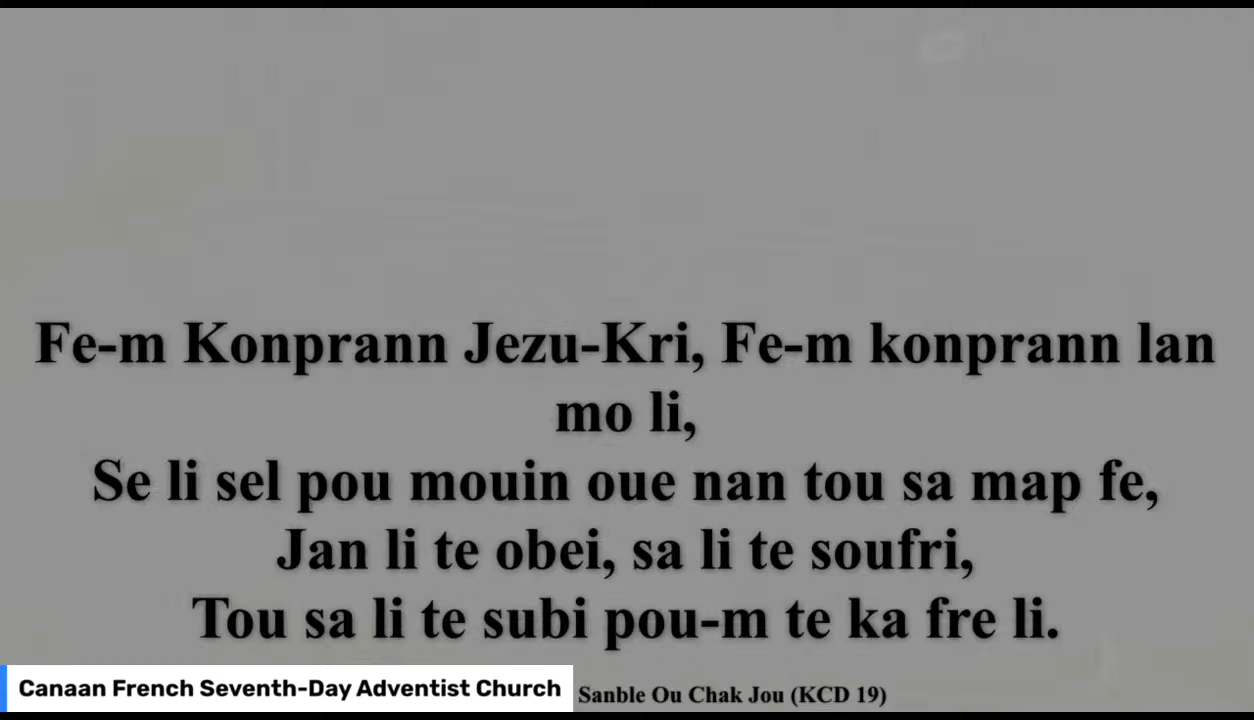 Fe-m Konprann Jezu-Kri, Fe-m konprann lan
mo li,
Se li sel pou mouin oue nan tou sa map fe,
Jan li te obei, sa li te soufri,
Tou sa li te subi pou-m te ka fre li.
Canaan French Seventh-Day Adventist Church
Sanble Ou Chak Jou (KCD 19)